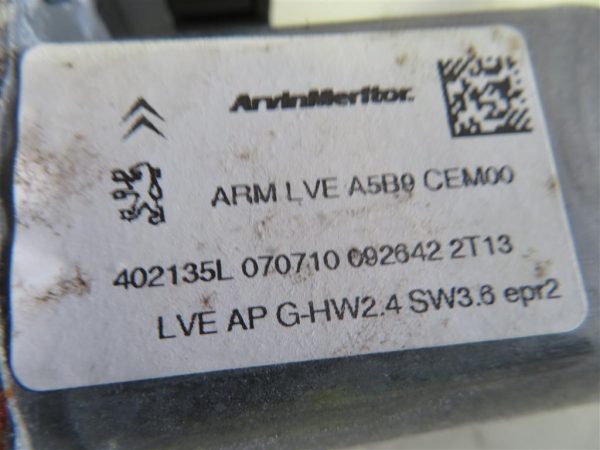 ArvinMeritor.
ARM LVE A5B9 CEM00
402135L 070710 092642 2T13
LVE AP G-HW2.4 SW3.6 epr2